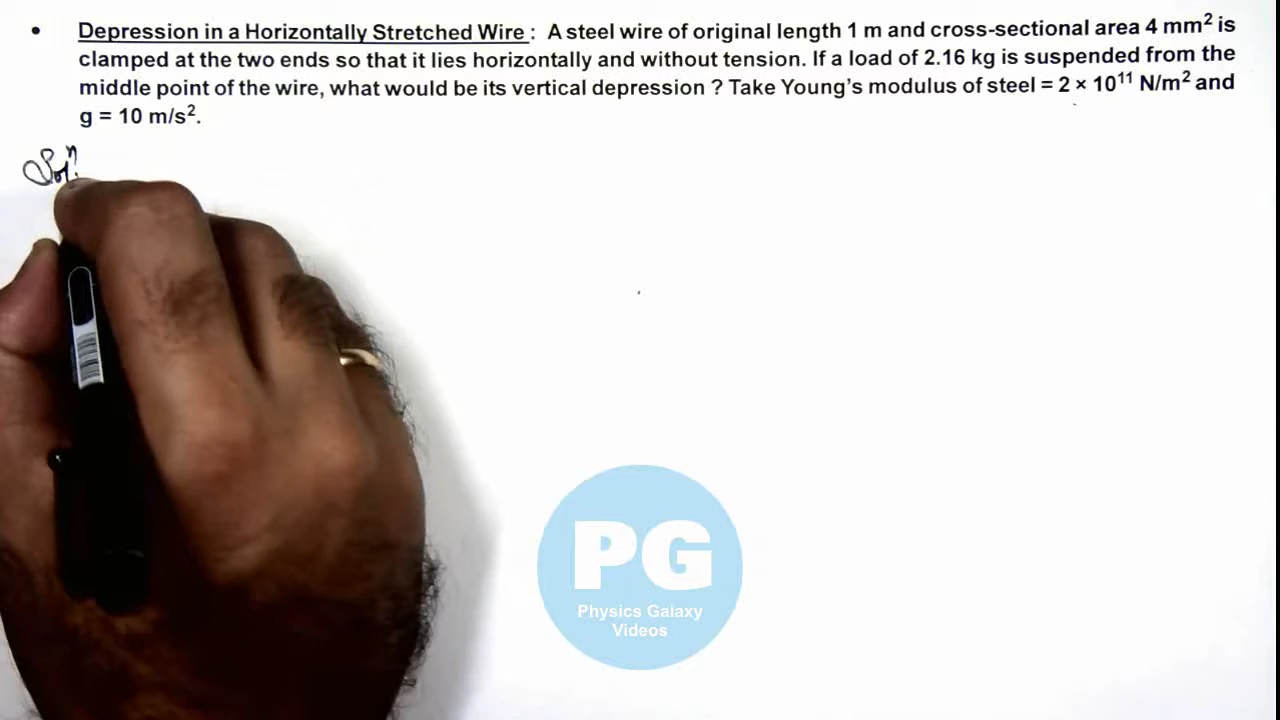 • Depression in a Horizontally Stretched Wire : A steel wire of original length 1 m and cross-sectional area 4 mm² is
clamped at the two ends so that it lies horizontally and without tension. If a load of 2.16 kg is suspended from the
middle point of the wire, what would be its vertical depression ? Take Young's modulus of steel = 2 × 10¹¹ N/m² and
g = 10 m/s².
Solⁿ.
PG
Physics Galaxy
Videos